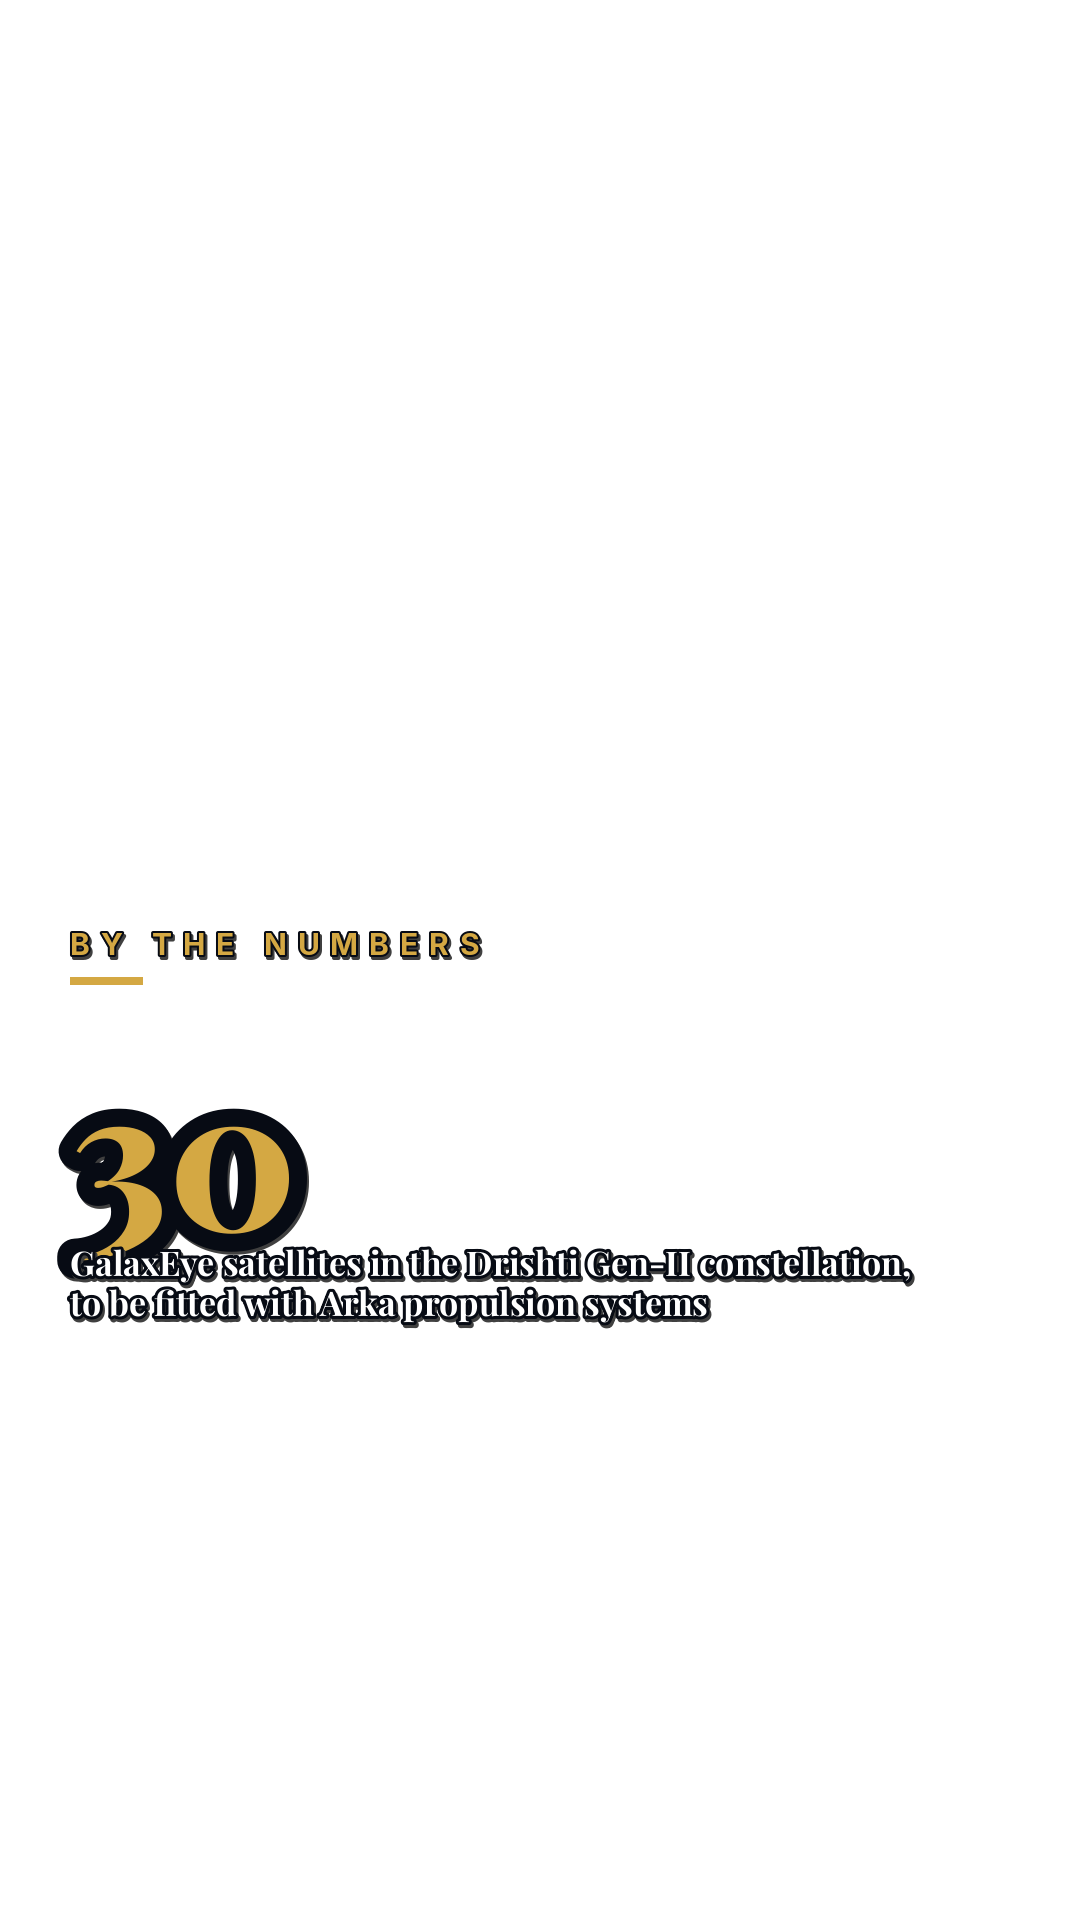 BY THE NUMBERS
30
GalaxEye satellites in the Drishti Gen-II constellation,
to be fitted with Arka propulsion systems